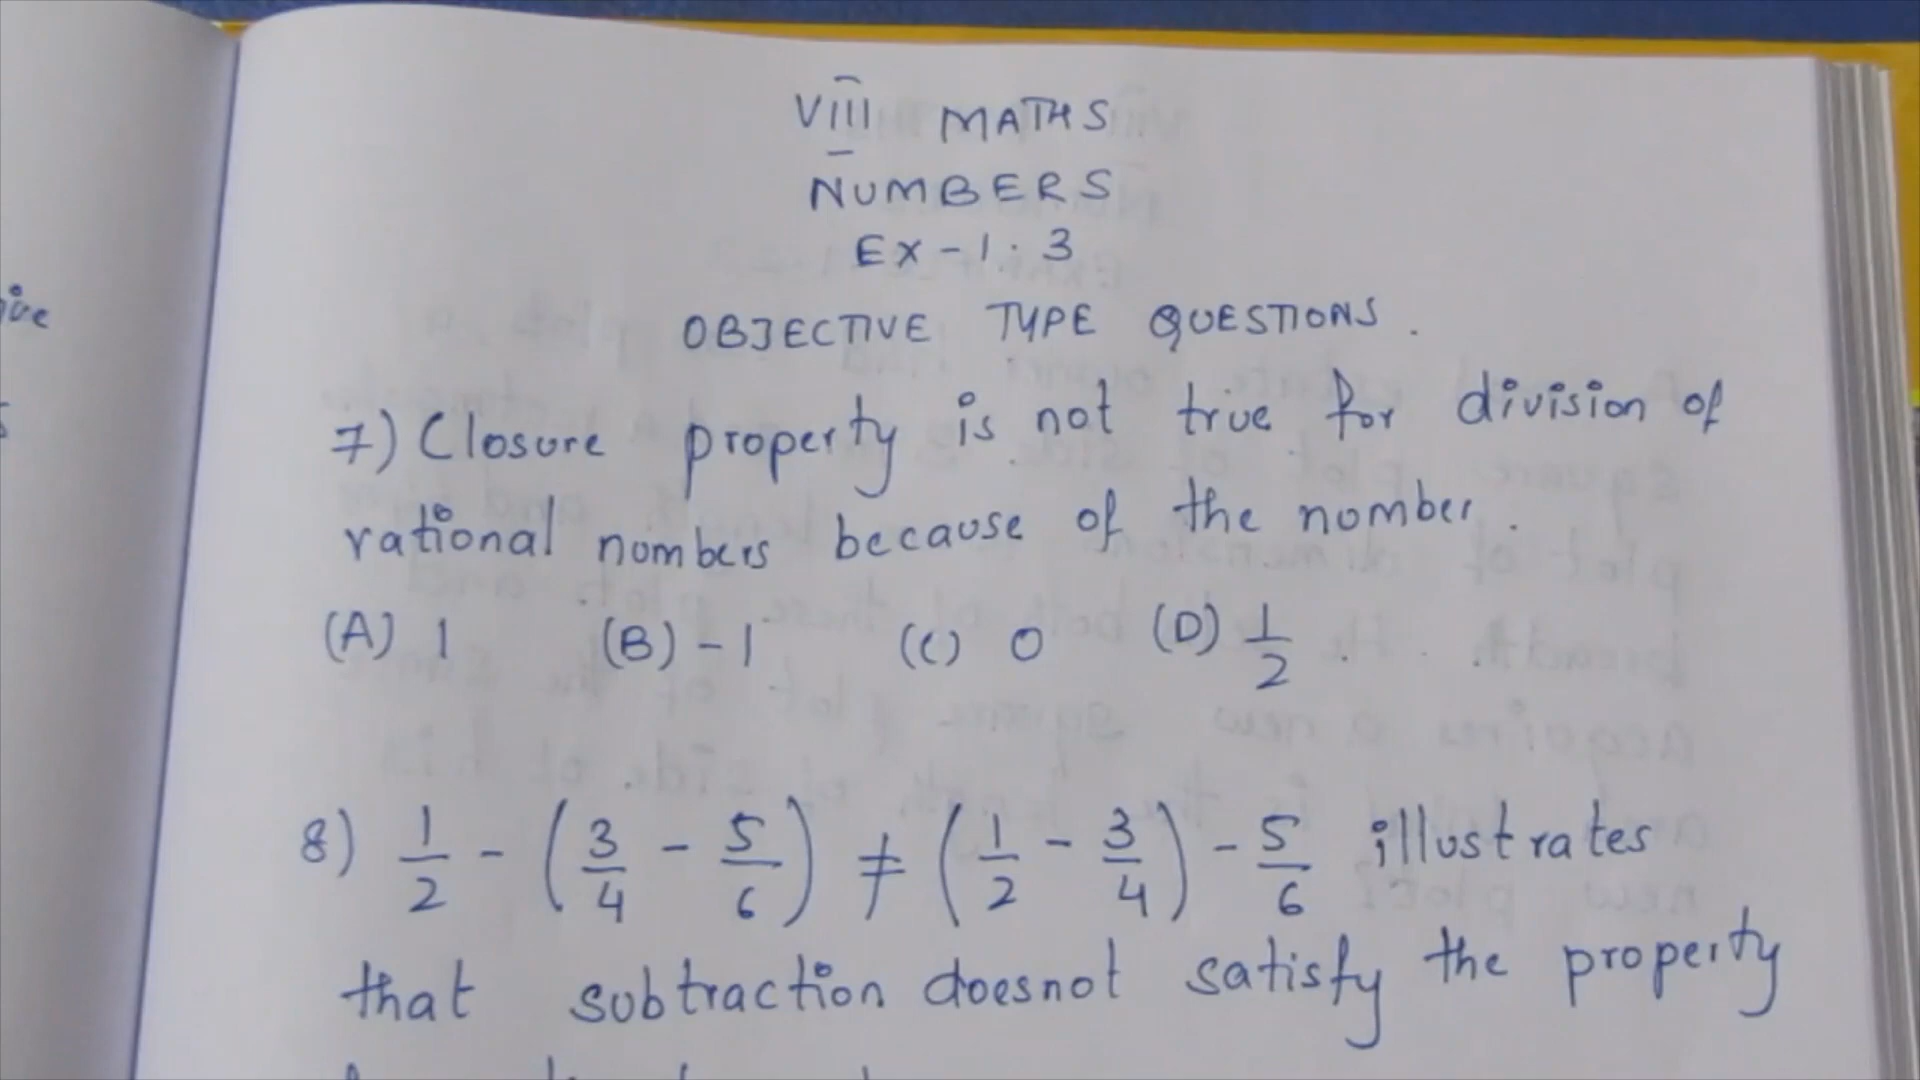 VIII MATHS
NUMBERS
EX-1.3
OBJECTIVE TYPE QUESTIONS.
7) Closure property is not true for division of
rational numbers because of the number.
(A) 1 (B) -1 (C) 0 (D) 1/2.
8) 1/2 - (3/4 - 5/6) ≠ (1/2 - 3/4) - 5/6 illustrates
that subtraction doesnot satisfy the property